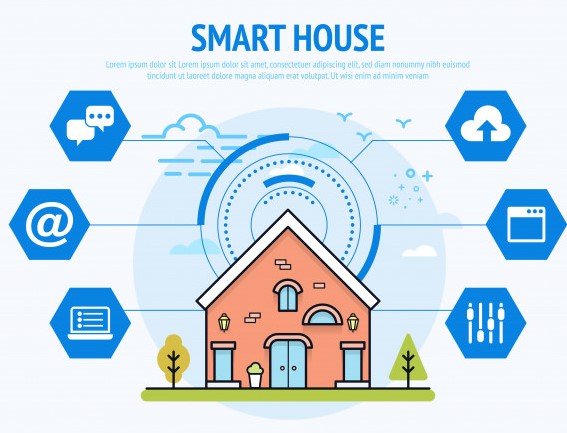 SMART HOUSE
Lorem ipsum dolor sit Lorem ipsum dolor sit amet, consectetuer adipiscing elit, sed diam nonummy nibh euismod
tincidunt ut laoreet dolore magna aliquam erat volutpat. Ut wisi enim ad minim veniam
@